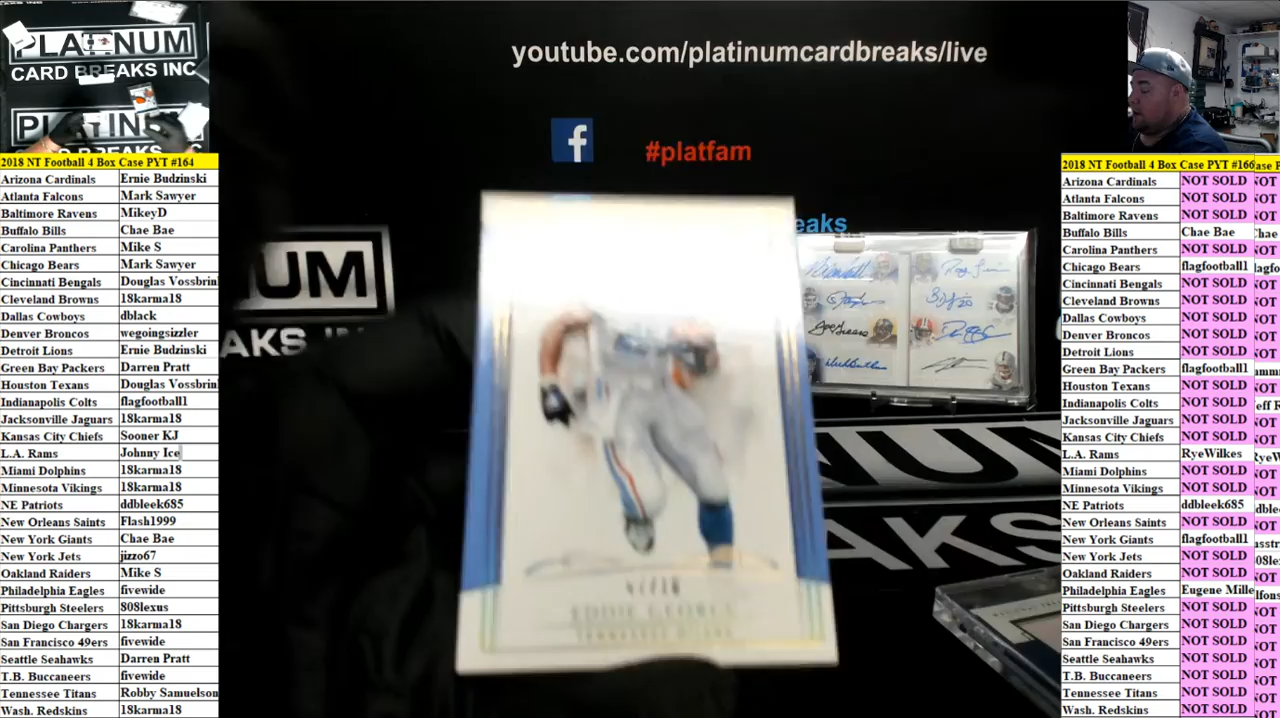 PLATINUM
CARD BREAKS INC
PLATINUM
youtube.com/platinumcardbreaks/live
#platfam
eaks
UM
AKS
2018 NT Football 4 Box Case PYT #164
Arizona Cardinals Ernie Budzinski
Atlanta Falcons Mark Sawyer
Baltimore Ravens MikeyD
Buffalo Bills Chae Bae
Carolina Panthers Mike S
Chicago Bears Mark Sawyer
Cincinnati Bengals Douglas Vossbrin
Cleveland Browns 18karma18
Dallas Cowboys dblack
Denver Broncos wegoingsizzler
Detroit Lions Ernie Budzinski
Green Bay Packers Darren Pratt
Houston Texans Douglas Vossbrin
Indianapolis Colts flagfootball1
Jacksonville Jaguars 18karma18
Kansas City Chiefs Sooner KJ
L.A. Rams Johnny Ice
Miami Dolphins 18karma18
Minnesota Vikings 18karma18
NE Patriots ddbleek685
New Orleans Saints Flash1999
New York Giants Chae Bae
New York Jets jizzo67
Oakland Raiders Mike S
Philadelphia Eagles fivewide
Pittsburgh Steelers 808lexus
San Diego Chargers 18karma18
San Francisco 49ers fivewide
Seattle Seahawks Darren Pratt
T.B. Buccaneers fivewide
Tennessee Titans Robby Samuelson
Wash. Redskins 18karma18
2018 NT Football 4 Box Case PYT #166
Arizona Cardinals NOT SOLD
Atlanta Falcons NOT SOLD
Baltimore Ravens NOT SOLD
Buffalo Bills Chae Bae
Carolina Panthers NOT SOLD
Chicago Bears flagfootball1
Cincinnati Bengals NOT SOLD
Cleveland Browns NOT SOLD
Dallas Cowboys NOT SOLD
Denver Broncos NOT SOLD
Detroit Lions NOT SOLD
Green Bay Packers flagfootball1
Houston Texans NOT SOLD
Indianapolis Colts NOT SOLD
Jacksonville Jaguars NOT SOLD
Kansas City Chiefs NOT SOLD
L.A. Rams RyeWilkes
Miami Dolphins NOT SOLD
Minnesota Vikings NOT SOLD
NE Patriots ddbleek685
New Orleans Saints NOT SOLD
New York Giants flagfootball1
New York Jets NOT SOLD
Oakland Raiders NOT SOLD
Philadelphia Eagles Eugene Mille
Pittsburgh Steelers NOT SOLD
San Diego Chargers NOT SOLD
San Francisco 49ers NOT SOLD
Seattle Seahawks NOT SOLD
T.B. Buccaneers NOT SOLD
Tennessee Titans NOT SOLD
Wash. Redskins NOT SOLD